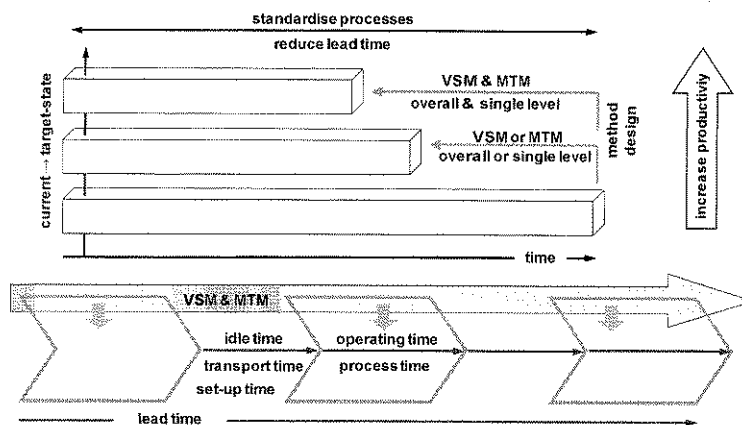 standardise processes
reduce lead time
VSM & MTM
overall & single level
VSM or MTM
overall or single level
current → target-state
method
design
increase productiviy
time
VSM & MTM
idle time
operating time
transport time
process time
set-up time
lead time